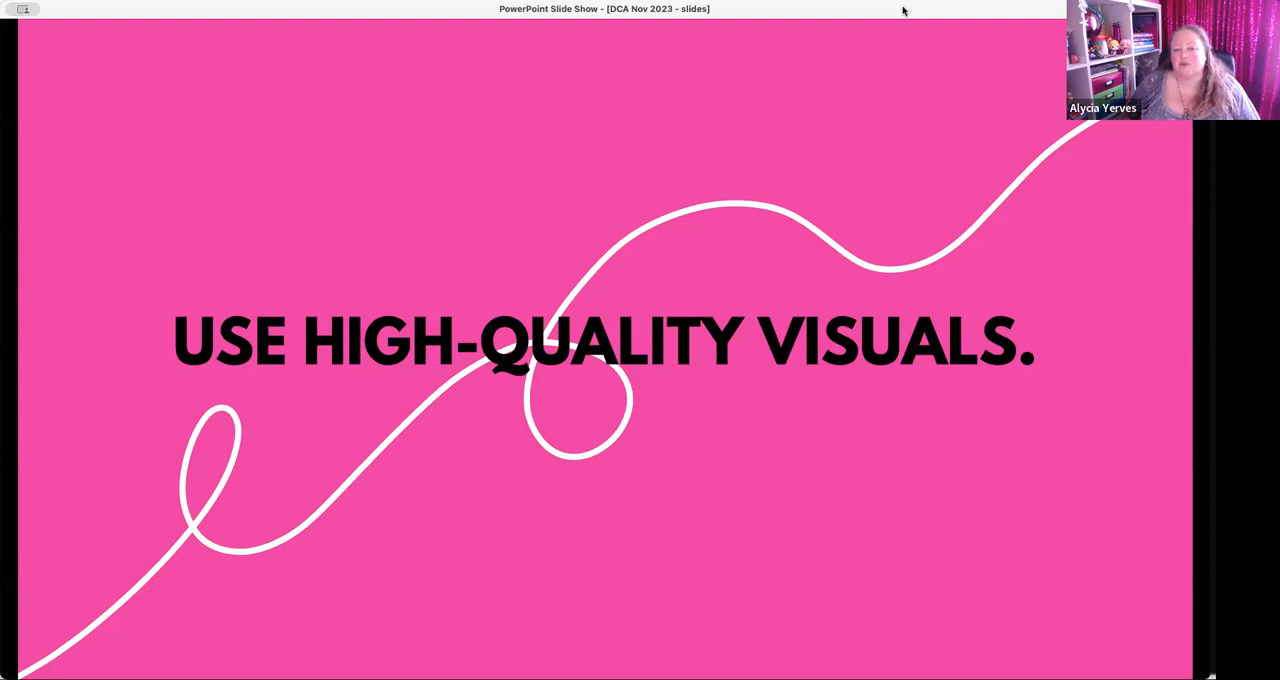 PowerPoint Slide Show - [DCA Nov 2023 - slides]
Alycia Yerves
USE HIGH-QUALITY VISUALS.